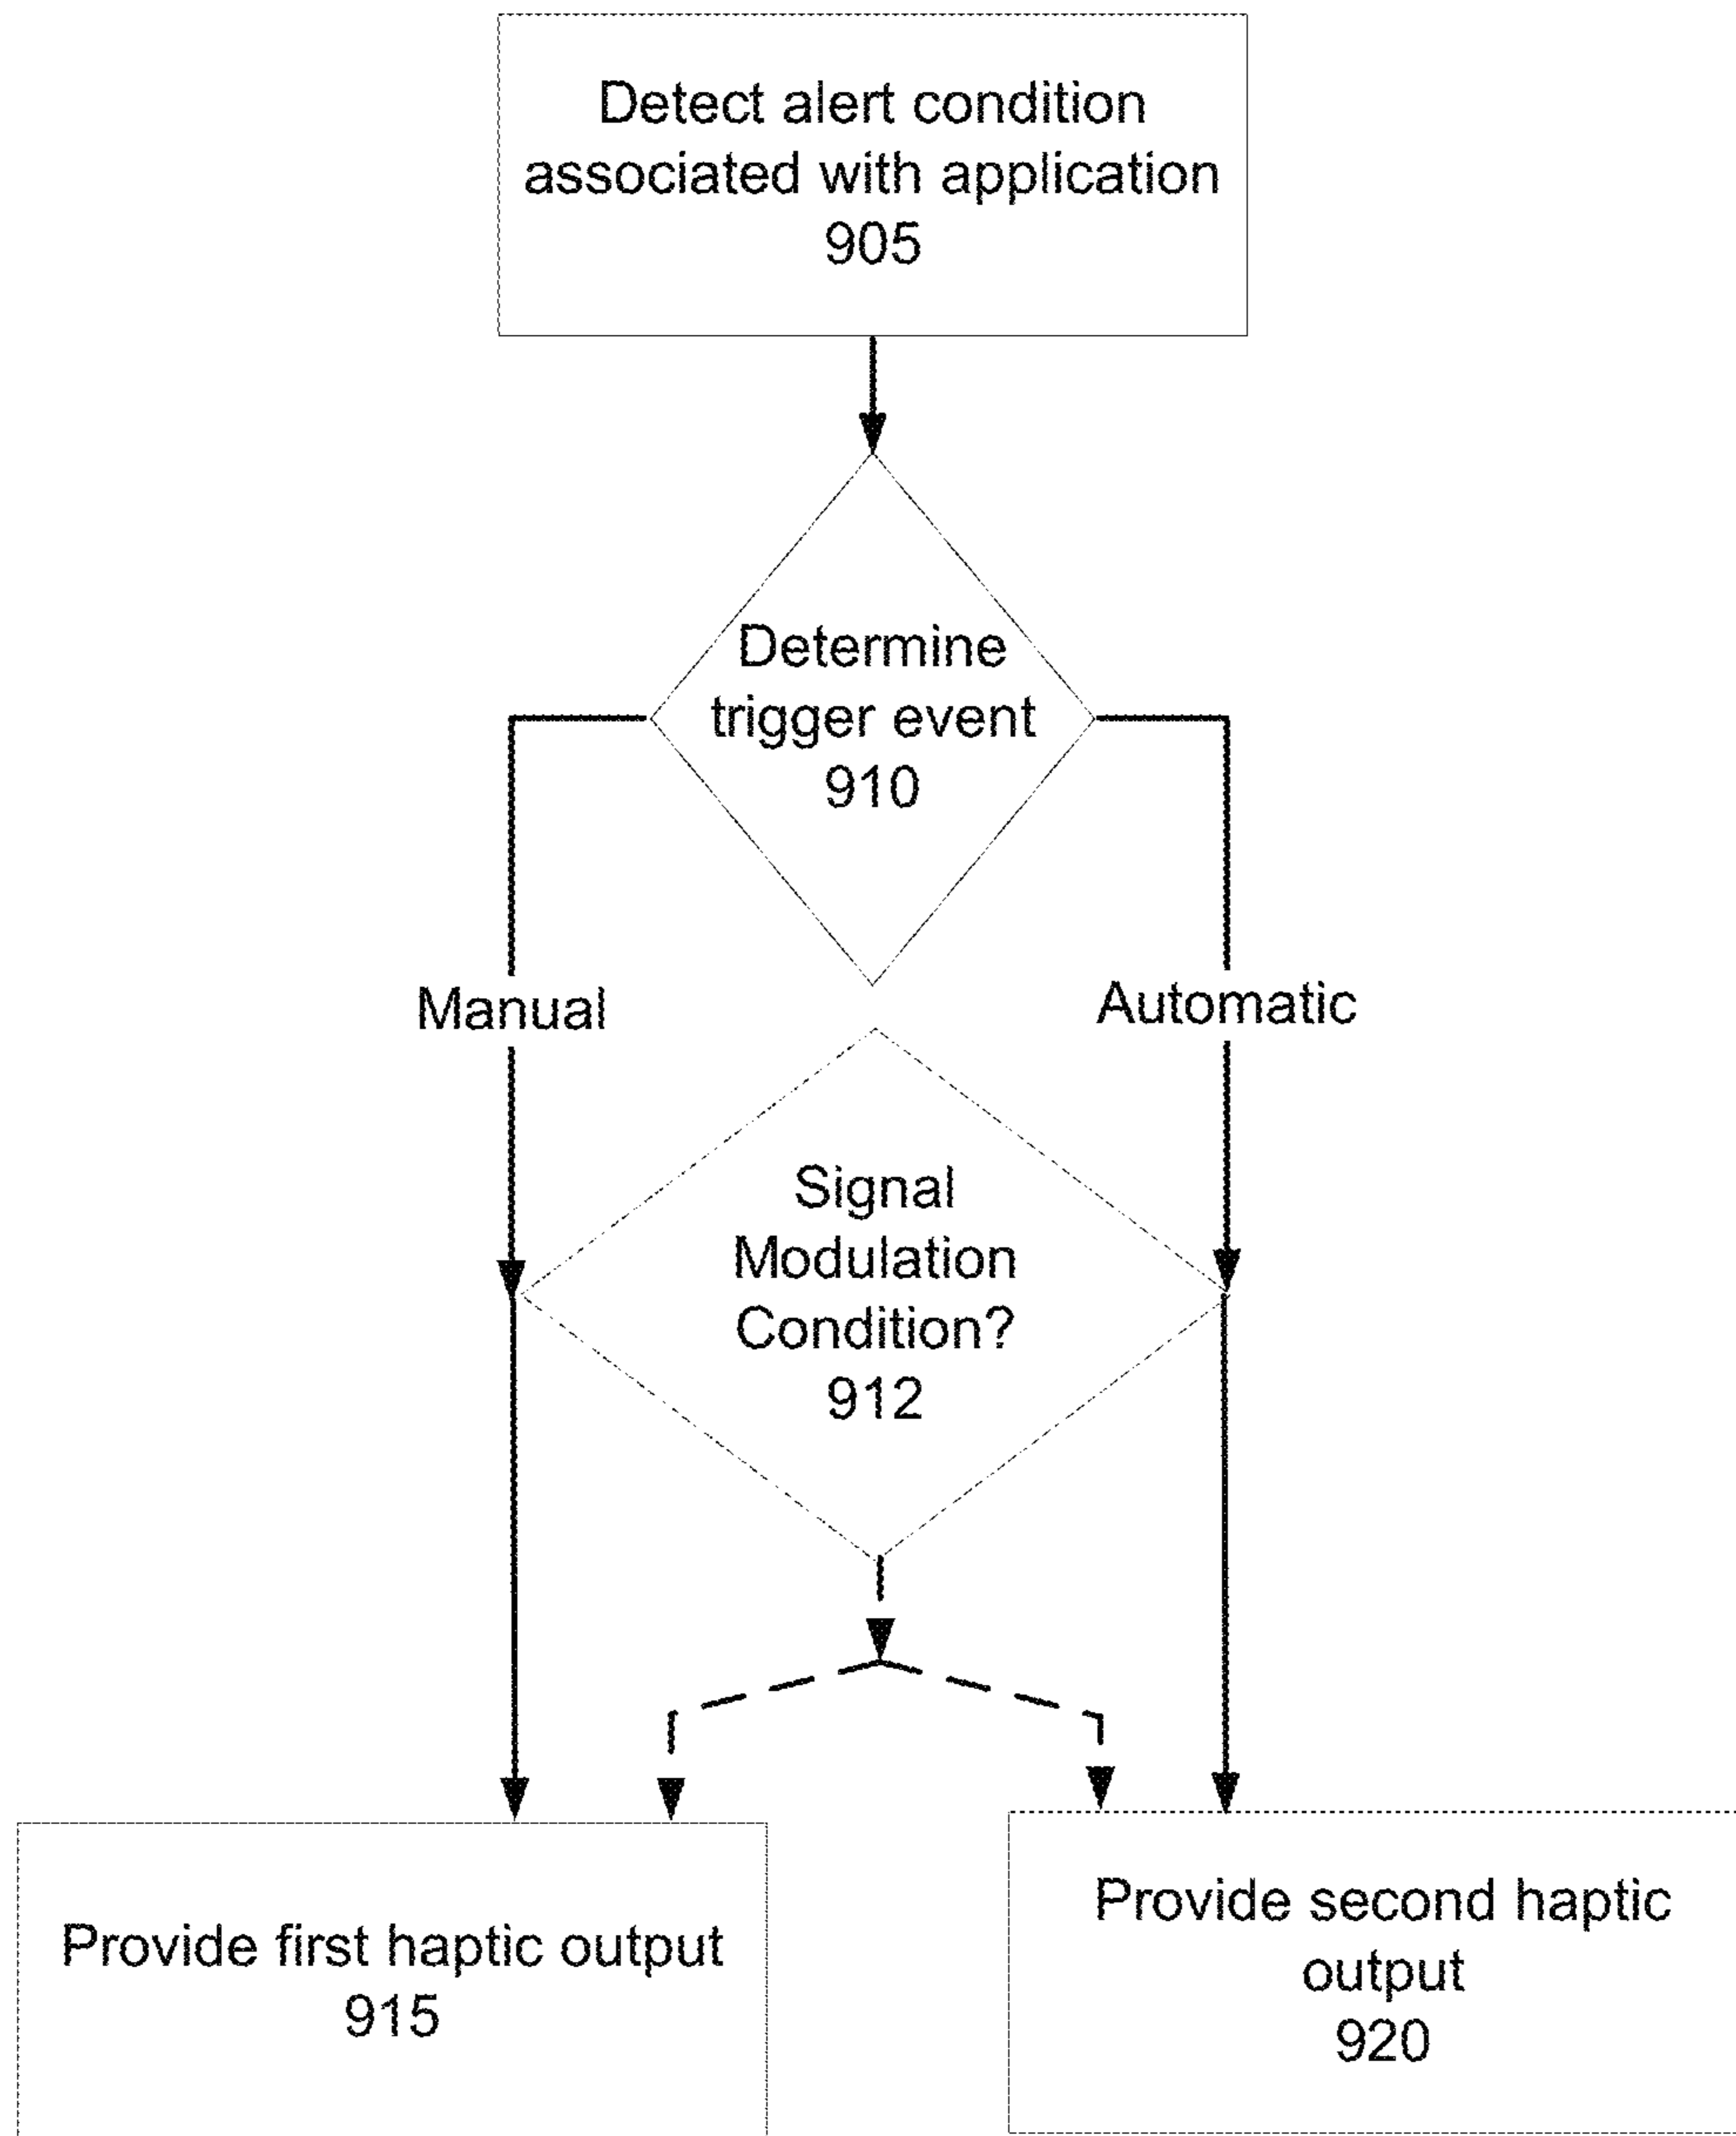 Detect alert condition
associated with application
905
Determine
trigger event
910
Manual
Automatic
Signal
Modulation
Condition?
912
Provide first haptic output
915
Provide second haptic
output
920